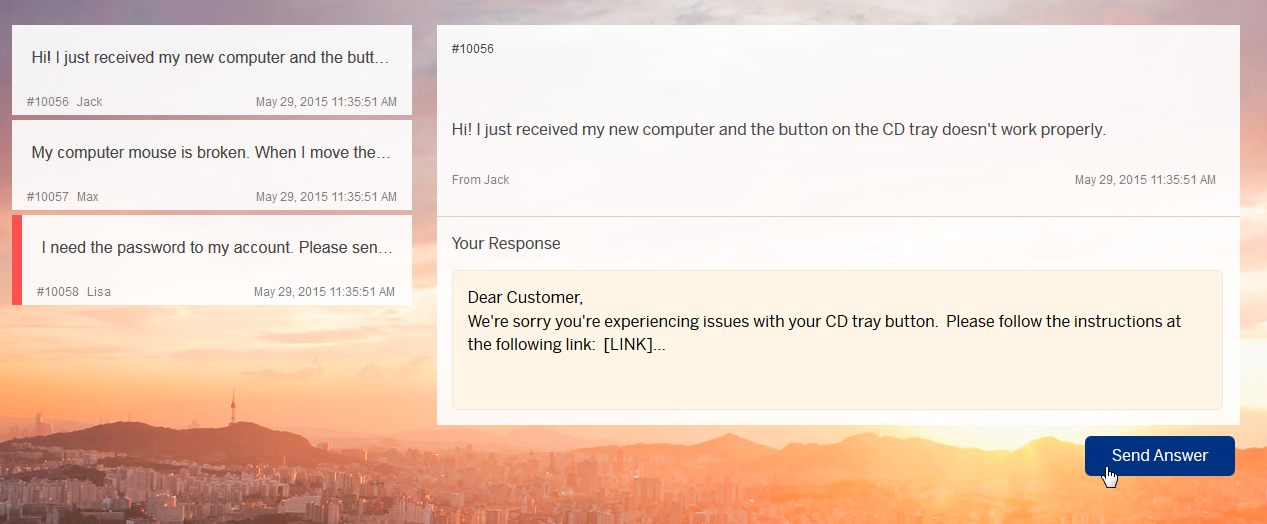 Hi! I just received my new computer and the butt...
#10056 Jack May 29, 2015 11:35:51 AM
My computer mouse is broken. When I move the...
#10057 Max May 29, 2015 11:35:51 AM
I need the password to my account. Please sen...
#10058 Lisa May 29, 2015 11:35:51 AM
#10056
Hi! I just received my new computer and the button on the CD tray doesn't work properly.
From Jack May 29, 2015 11:35:51 AM
Your Response
Dear Customer,
We're sorry you're experiencing issues with your CD tray button.  Please follow the instructions at
the following link:  [LINK]...
Send Answer